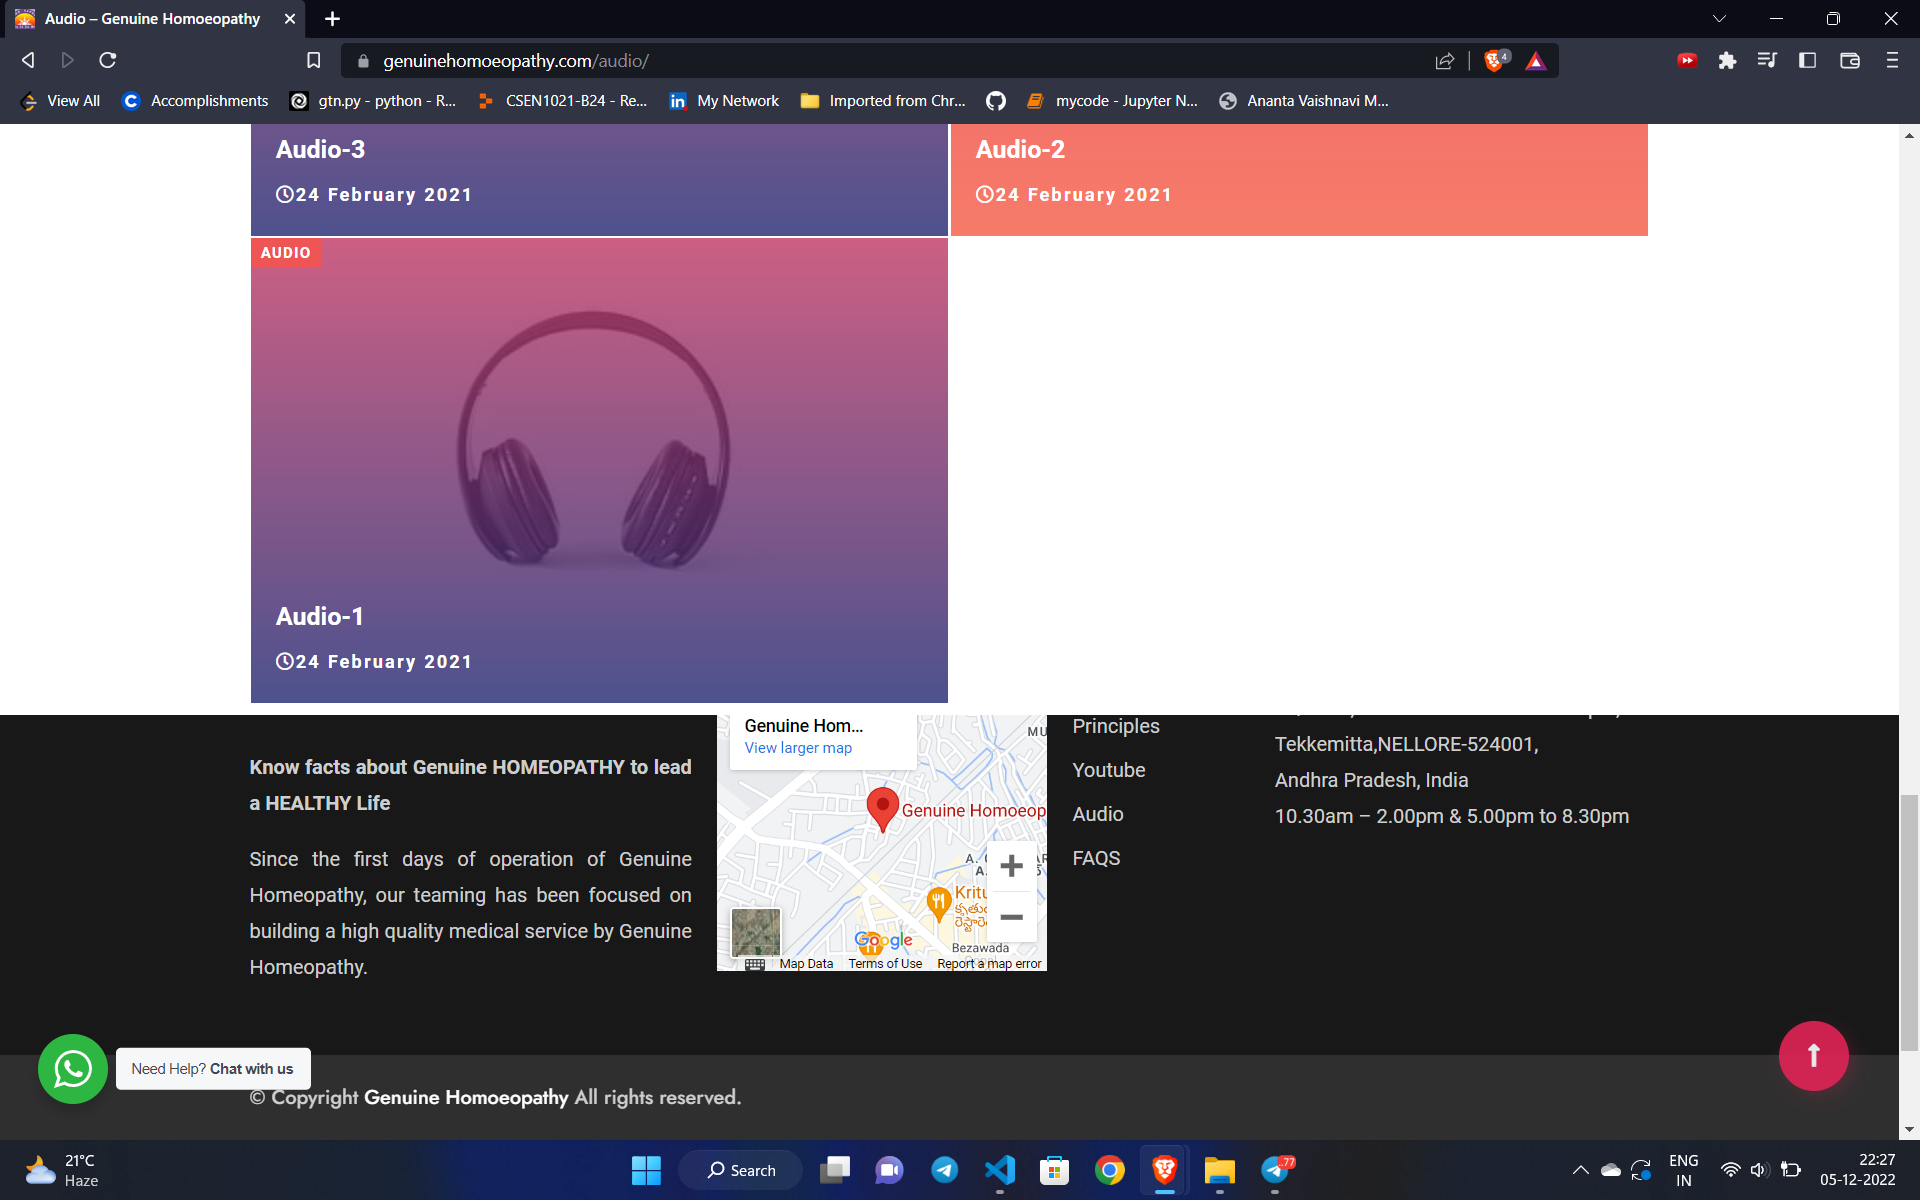 Audio – Genuine Homoeopathy
genuinehomoeopathy.com/audio/
4
View All
Accomplishments
gtn.py - python - R...
CSEN1021-B24 - Re...
My Network
Imported from Chr...
mycode - Jupyter N...
Ananta Vaishnavi M...
Audio-3
24 February 2021
Audio-2
24 February 2021
AUDIO
Audio-1
24 February 2021
Know facts about Genuine HOMEOPATHY to lead
a HEALTHY Life
Since the first days of operation of Genuine
Homeopathy, our teaming has been focused on
building a high quality medical service by Genuine
Homeopathy.
Genuine Hom...
View larger map
MU
Genuine Homoeop
A.
A.
Kritu
Google
Bezawada
Map Data
Terms of Use
Report a map error
Principles
Youtube
Audio
FAQS
Tekkemitta,NELLORE-524001,
Andhra Pradesh, India
10.30am – 2.00pm & 5.00pm to 8.30pm
Need Help? Chat with us
© Copyright Genuine Homoeopathy All rights reserved.
21°C
Haze
Search
77
ENG
IN
22:27
05-12-2022